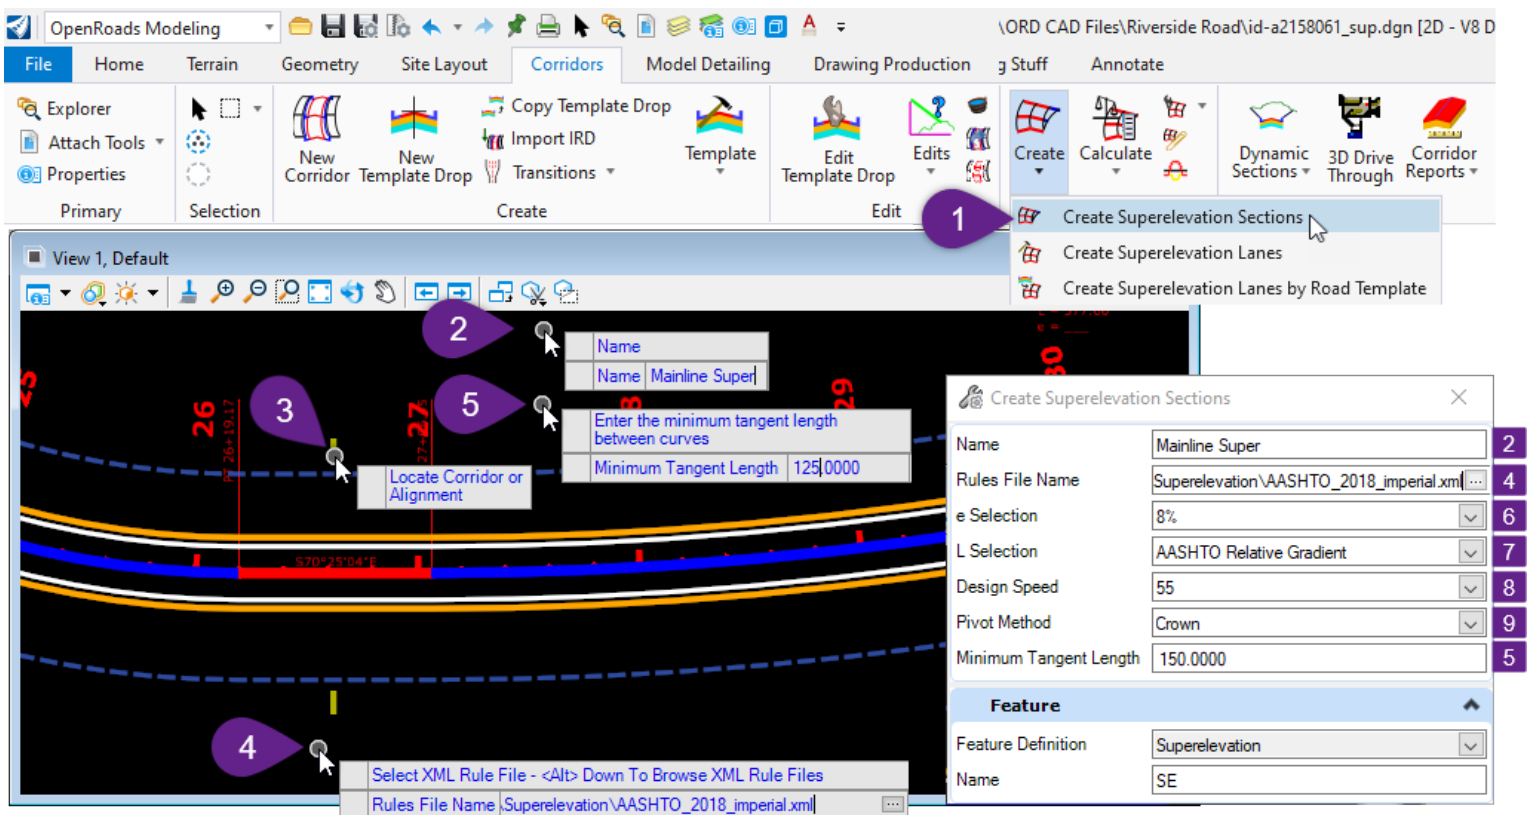 OpenRoads Modeling
\ORD CAD Files\Riverside Road\id-a2158061_sup.dgn [2D - V8 D
File Home Terrain Geometry Site Layout Corridors Model Detailing Drawing Production g Stuff Annotate
Explorer
Attach Tools
Properties
Primary
Selection
New Corridor
New Template Drop
Copy Template Drop
Import IRD
Transitions
Template
Create
Edit Template Drop
Edits
Edit
Create
Calculate
Dynamic Sections
3D Drive Through
Corridor Reports
1
Create Superelevation Sections
Create Superelevation Lanes
Create Superelevation Lanes by Road Template
View 1, Default
2
Name
Name Mainline Super
3
5
Enter the minimum tangent length
between curves
Minimum Tangent Length 125.0000
Locate Corridor or
Alignment
25
26
27
29
30
PT 26+19.17
S70°25'04"E
4
Select XML Rule File - <Alt> Down To Browse XML Rule Files
Rules File Name \Superelevation\AASHTO_2018_imperial.xml ...
Create Superelevation Sections
Name Mainline Super 2
Rules File Name Superelevation\AASHTO_2018_imperial.xml ... 4
e Selection 8% 6
L Selection AASHTO Relative Gradient 7
Design Speed 55 8
Pivot Method Crown 9
Minimum Tangent Length 150.0000 5
Feature
Feature Definition Superelevation
Name SE